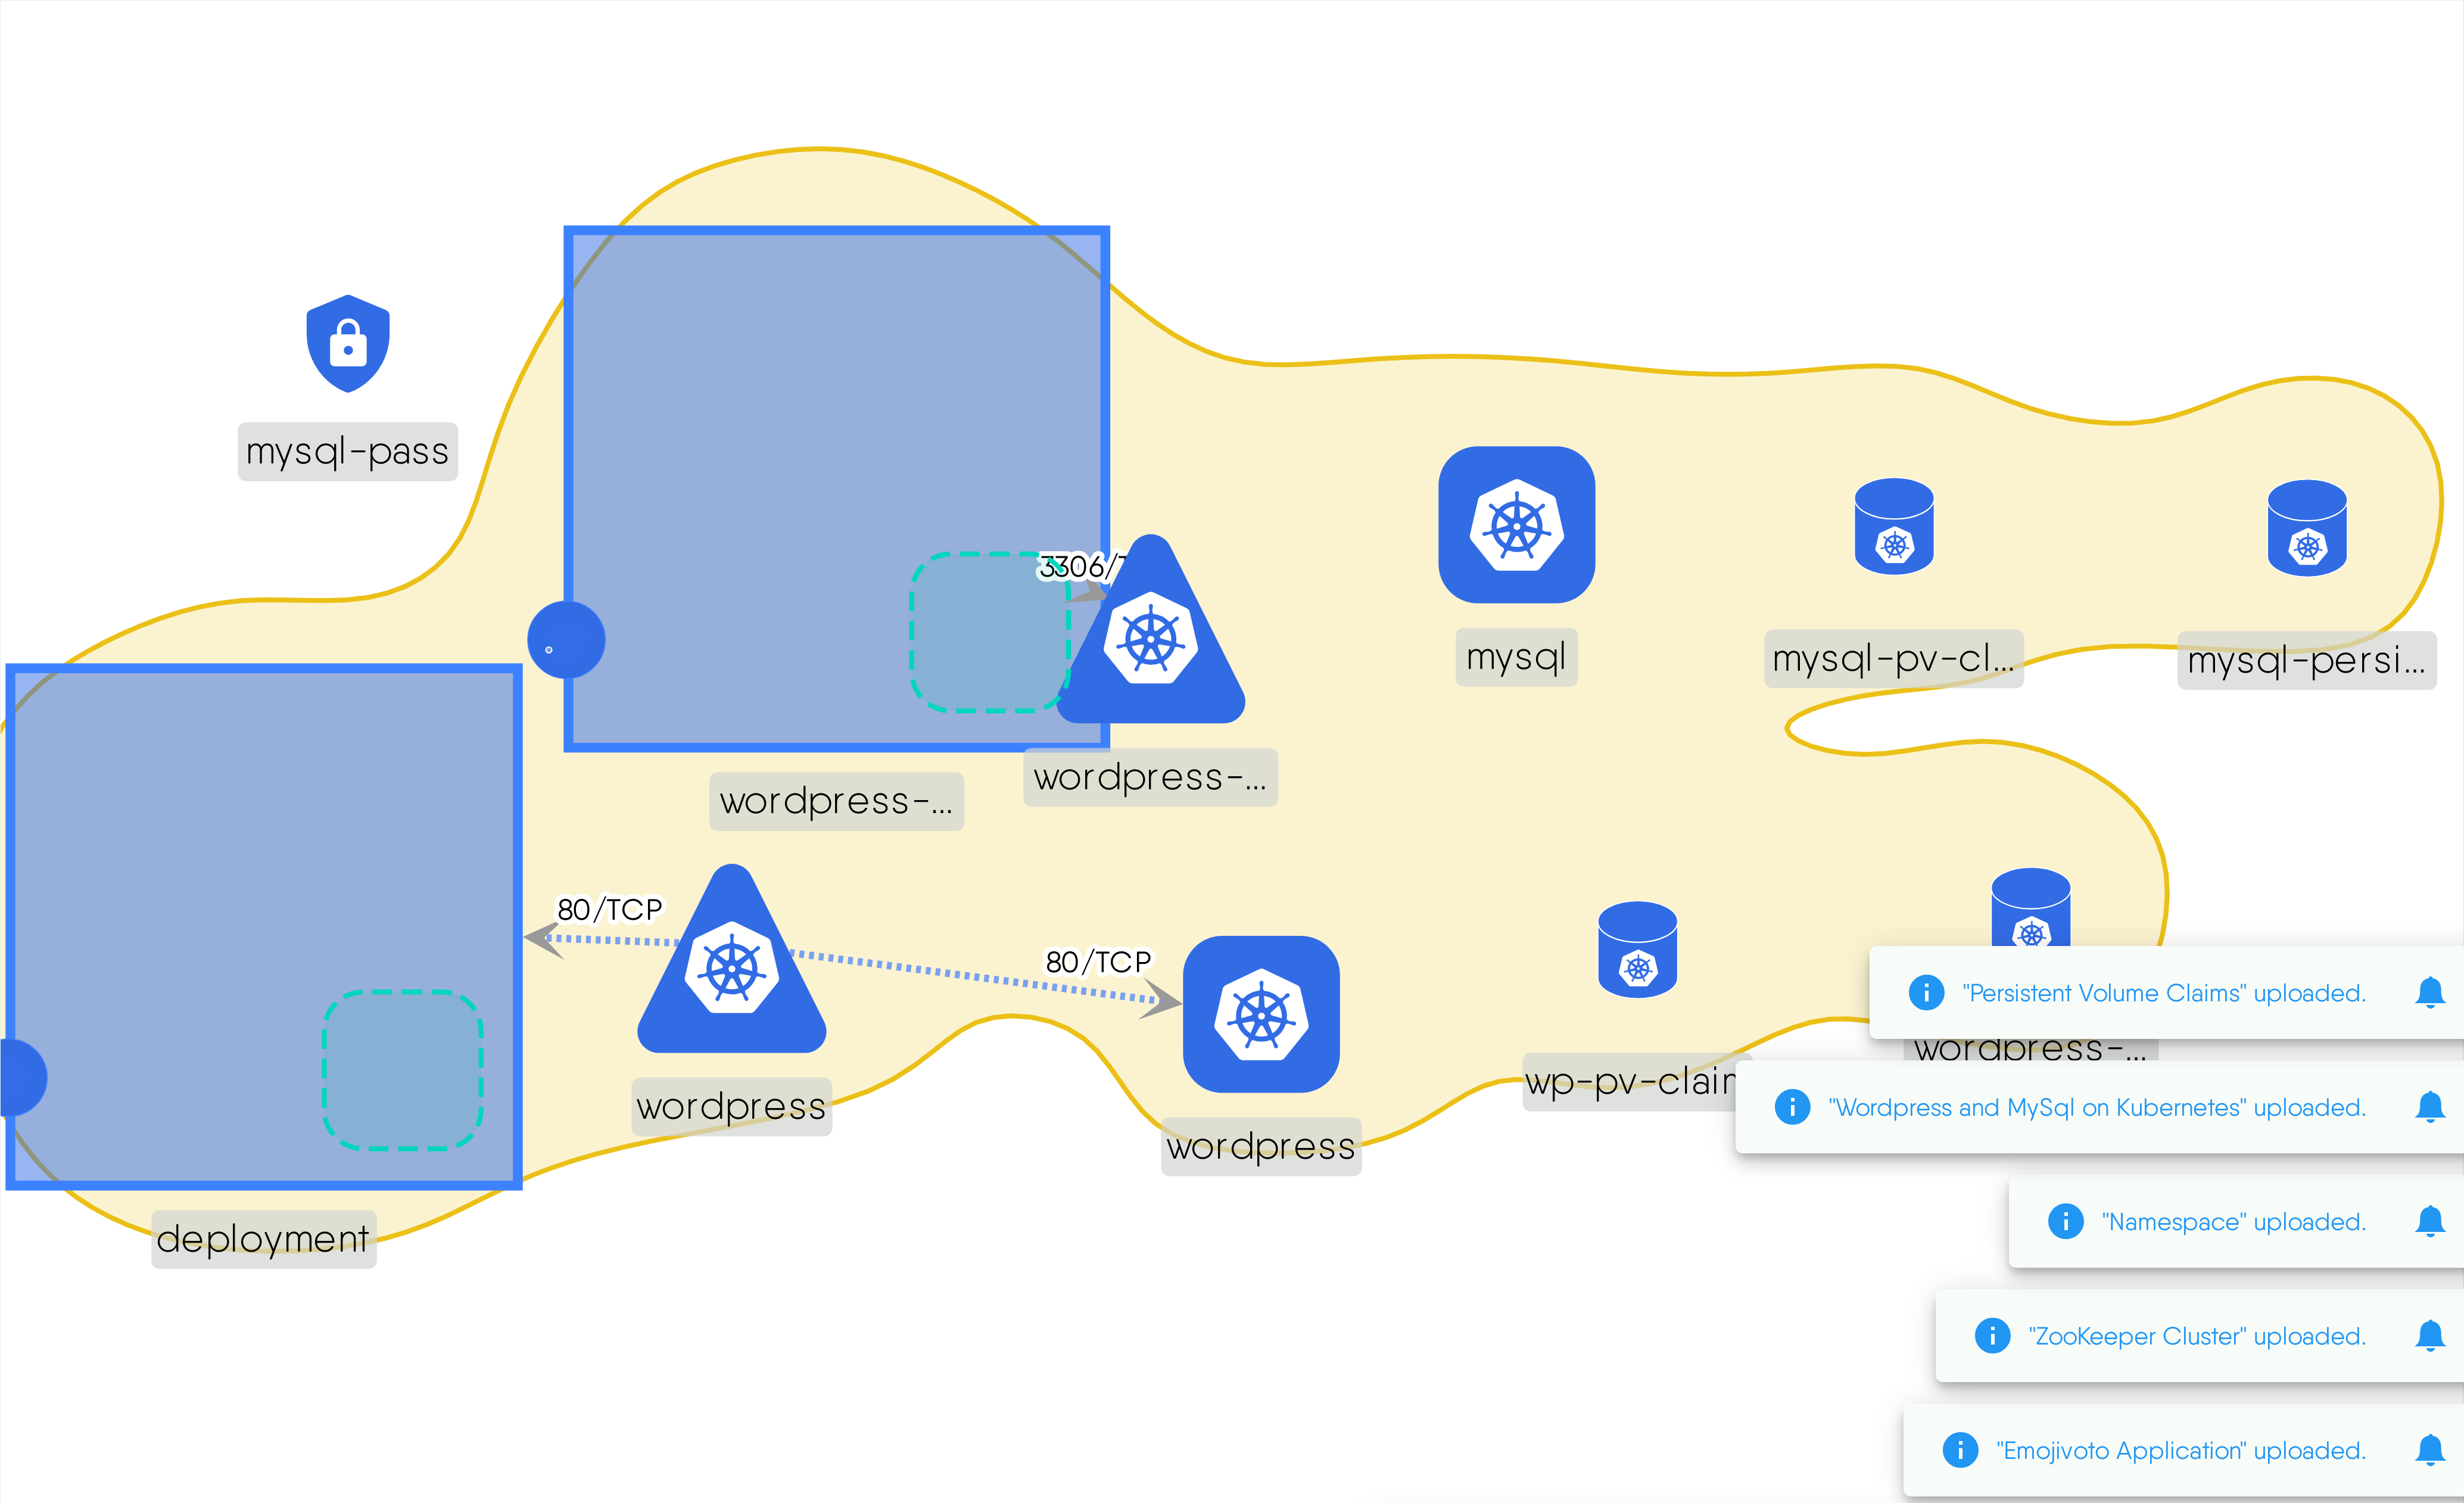 mysql-pass
3306/T
mysql
mysql-pv-cl...
mysql-persi...
wordpress-...
wordpress-...
80/TCP
80/TCP
wordpress
wordpress
wp-pv-clain
wordpress-...
deployment
"Persistent Volume Claims" uploaded.
"Wordpress and MySql on Kubernetes" uploaded.
"Namespace" uploaded.
"ZooKeeper Cluster" uploaded.
"Emojivoto Application" uploaded.